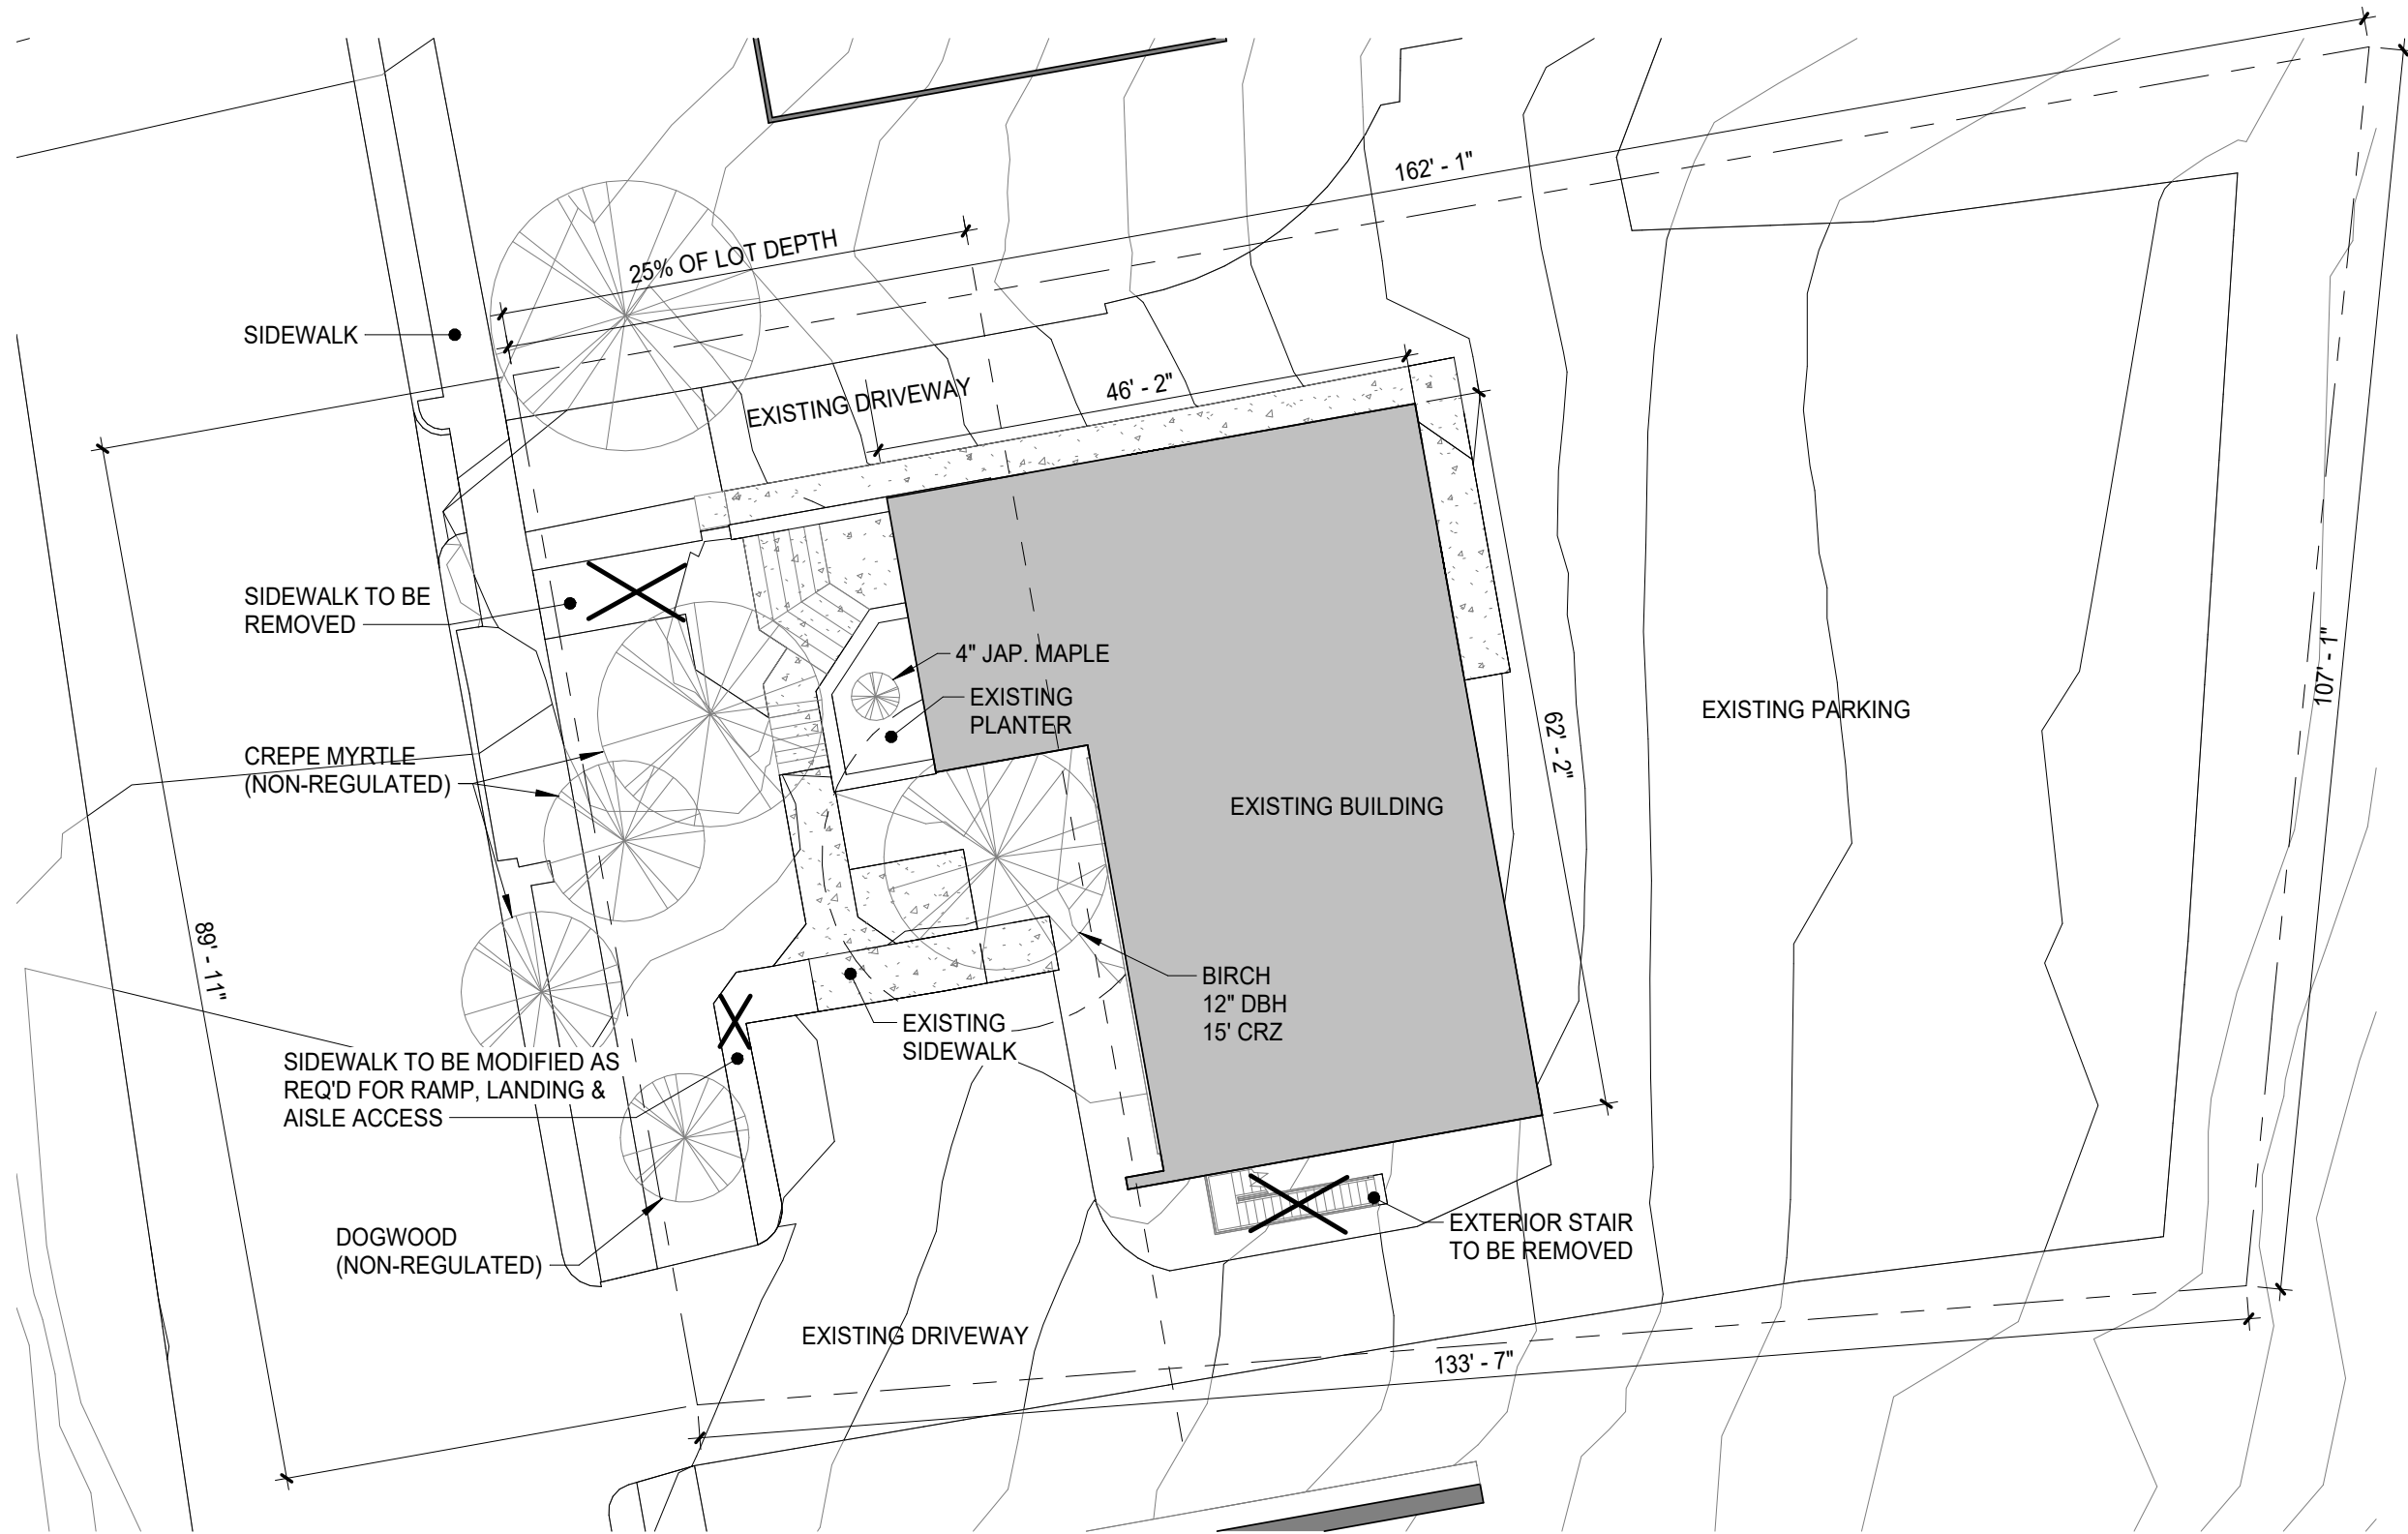 162' - 1"
25% OF LOT DEPTH
SIDEWALK
46' - 2"
EXISTING DRIVEWAY
SIDEWALK TO BE
REMOVED
4" JAP. MAPLE
EXISTING
PLANTER
107' - 1"
EXISTING PARKING
62' - 2"
CREPE MYRTLE
(NON-REGULATED)
EXISTING BUILDING
89' - 11"
BIRCH
12" DBH
15' CRZ
EXISTING
SIDEWALK
SIDEWALK TO BE MODIFIED AS
REQ'D FOR RAMP, LANDING &
AISLE ACCESS
DOGWOOD
(NON-REGULATED)
EXTERIOR STAIR
TO BE REMOVED
EXISTING DRIVEWAY
133' - 7"